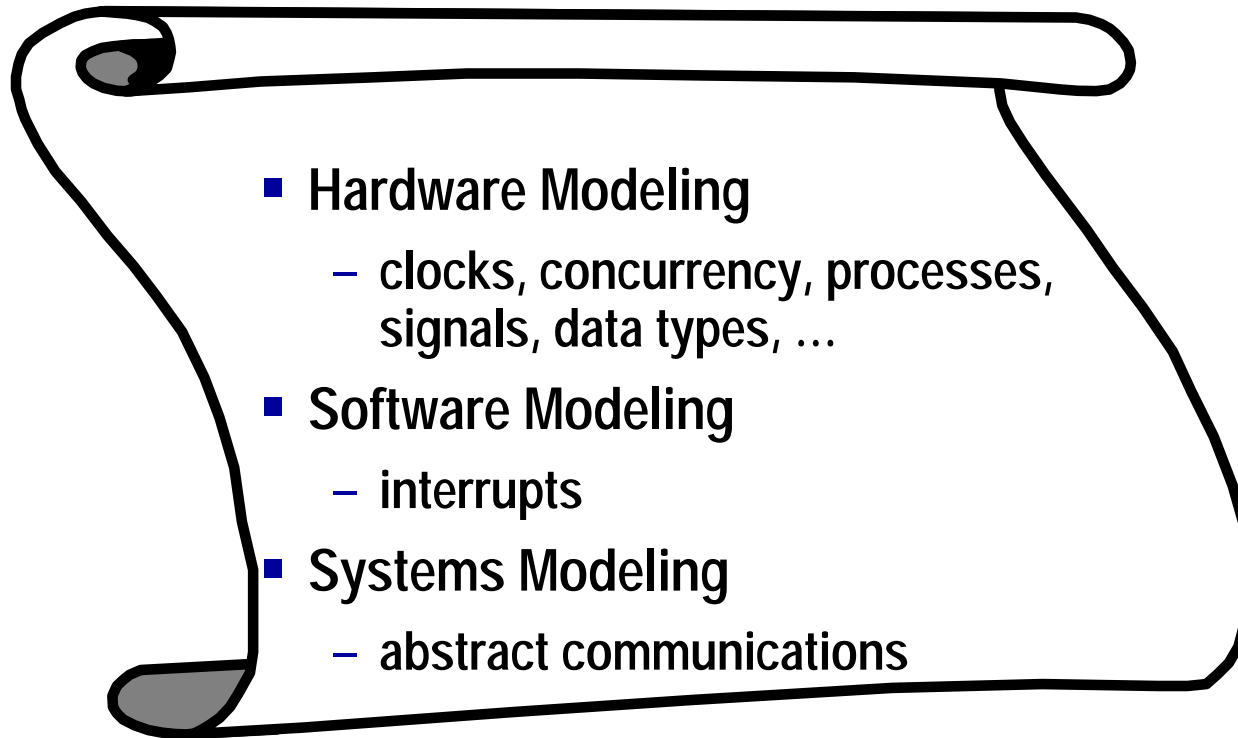 ▪ Hardware Modeling
– clocks, concurrency, processes,
signals, data types, …
▪ Software Modeling
– interrupts
▪ Systems Modeling
– abstract communications